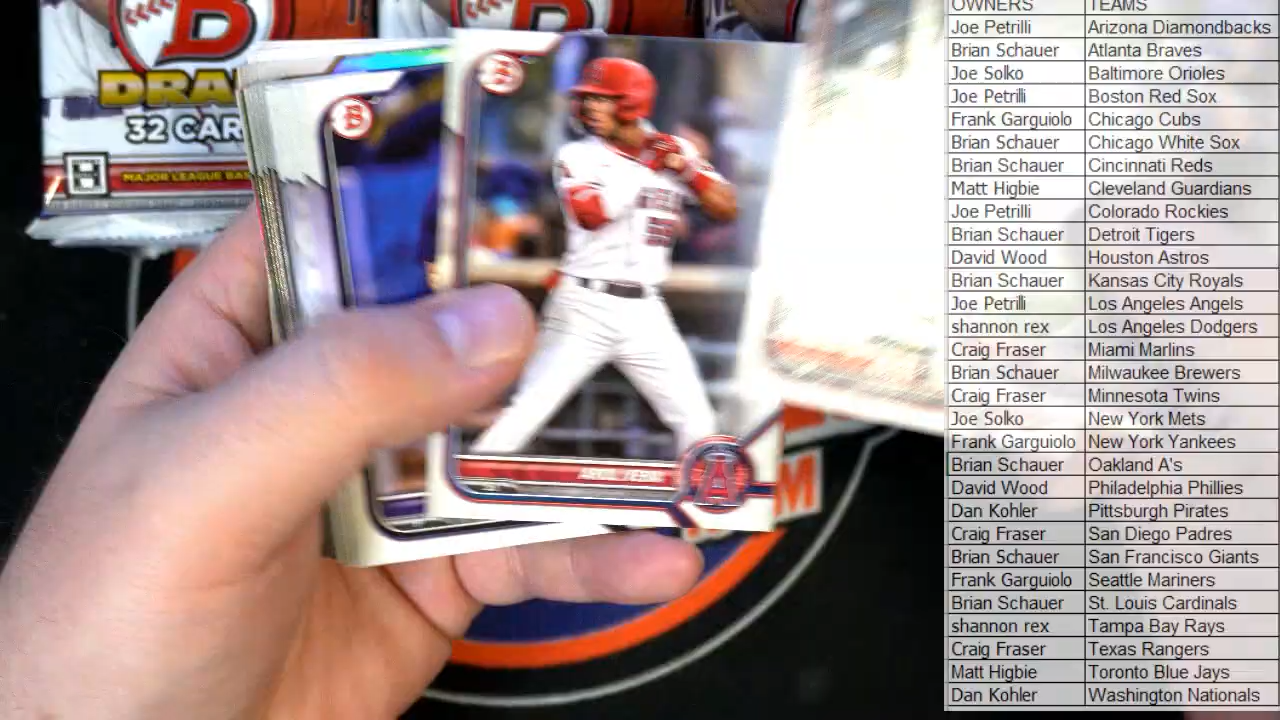 B
DRA
32 CAR
H
MAJOR LEAGUE BAS
B
B
A
M
OWNERS TEAMS
Joe Petrilli Arizona Diamondbacks
Brian Schauer Atlanta Braves
Joe Solko Baltimore Orioles
Joe Petrilli Boston Red Sox
Frank Garguiolo Chicago Cubs
Brian Schauer Chicago White Sox
Brian Schauer Cincinnati Reds
Matt Higbie Cleveland Guardians
Joe Petrilli Colorado Rockies
Brian Schauer Detroit Tigers
David Wood Houston Astros
Brian Schauer Kansas City Royals
Joe Petrilli Los Angeles Angels
shannon rex Los Angeles Dodgers
Craig Fraser Miami Marlins
Brian Schauer Milwaukee Brewers
Craig Fraser Minnesota Twins
Joe Solko New York Mets
Frank Garguiolo New York Yankees
Brian Schauer Oakland A's
David Wood Philadelphia Phillies
Dan Kohler Pittsburgh Pirates
Craig Fraser San Diego Padres
Brian Schauer San Francisco Giants
Frank Garguiolo Seattle Mariners
Brian Schauer St. Louis Cardinals
shannon rex Tampa Bay Rays
Craig Fraser Texas Rangers
Matt Higbie Toronto Blue Jays
Dan Kohler Washington Nationals